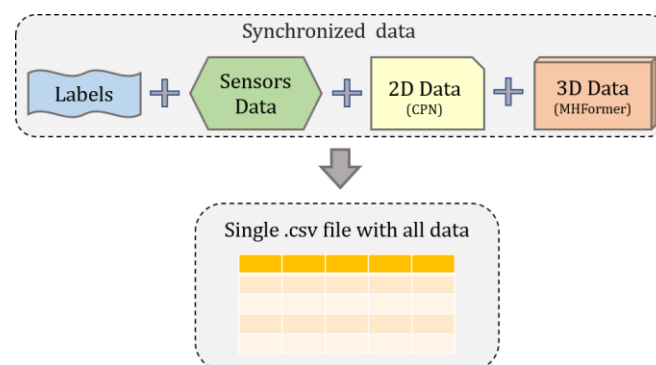 Synchronized data
Labels
Sensors
Data
2D Data
(CPN)
3D Data
(MHFormer)
Single .csv file with all data